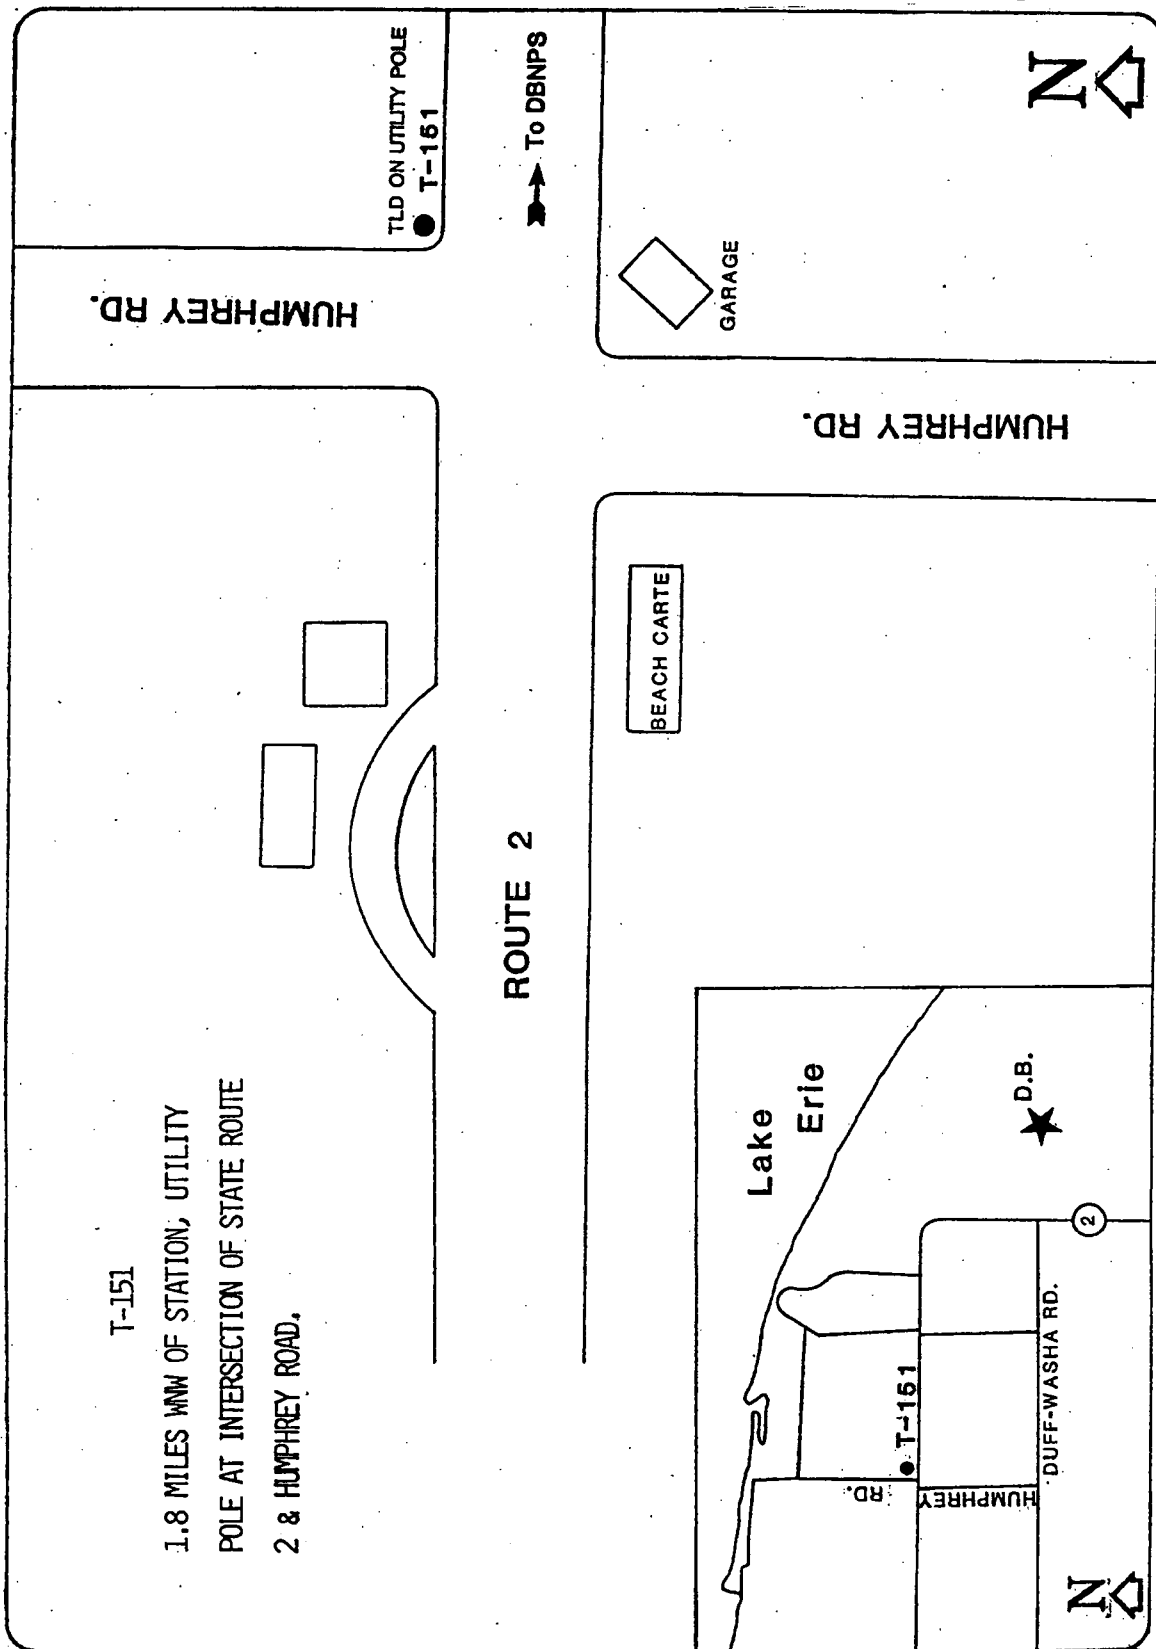 T-151
1.8 MILES WNW OF STATION, UTILITY
POLE AT INTERSECTION OF STATE ROUTE
2 & HUMPHREY ROAD.
HUMPHREY RD.
TLD ON UTILITY POLE
T-151
ROUTE 2
To DBNPS
BEACH CARTE
GARAGE
HUMPHREY RD.
N
Lake
Erie
RD.
T-151
HUMPHREY
D.B.
2
DUFF-WASHA RD.
N